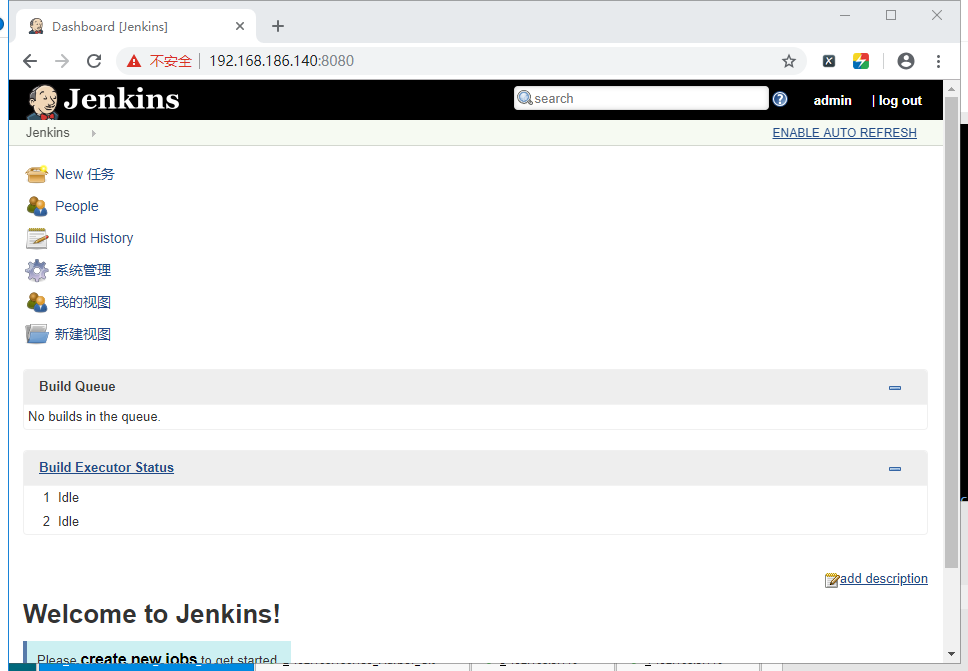 Dashboard [Jenkins]
不安全 192.168.186.140:8080
Jenkins
search
admin | log out
Jenkins
ENABLE AUTO REFRESH
New 任务
People
Build History
系统管理
我的视图
新建视图
Build Queue
No builds in the queue.
Build Executor Status
1 Idle
2 Idle
add description
Welcome to Jenkins!
Please create new jobs to get started.